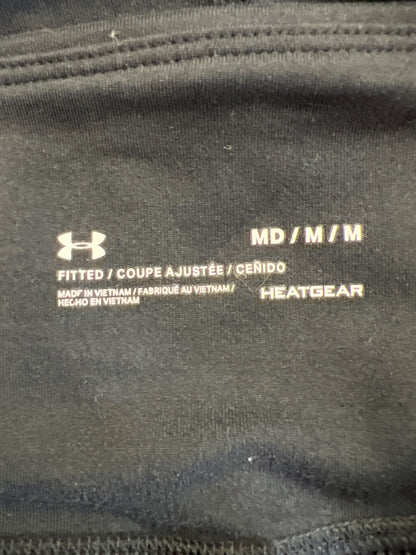 MD / M / M
FITTED / COUPE AJUSTÉE / CEÑIDO
MADE IN VIETNAM / FABRIQUÉ AU VIETNAM /
HECHO EN VIETNAM
HEATGEAR